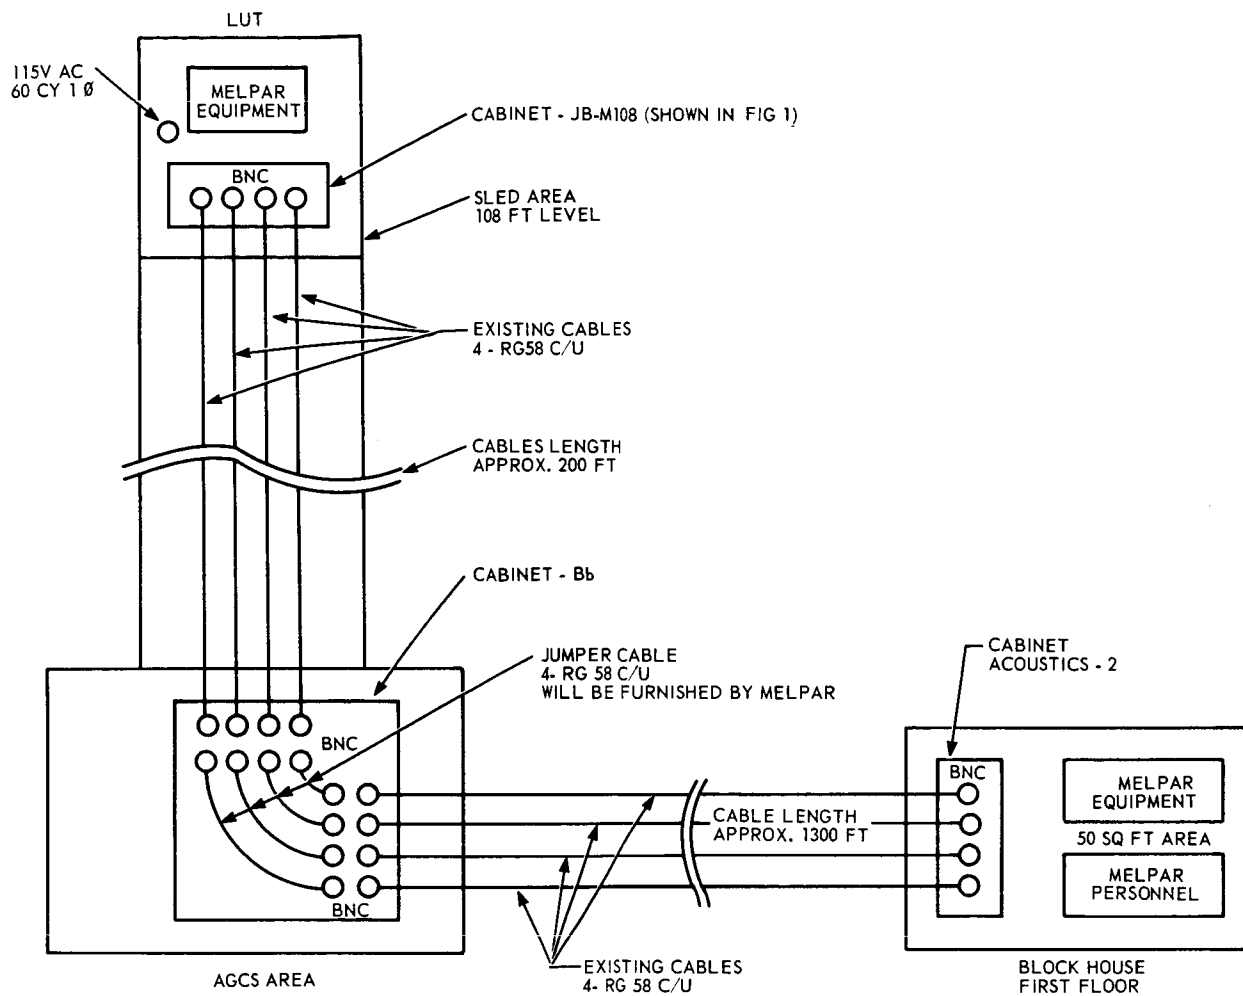 LUT
115V AC
60 CY 1 Ø
MELPAR
EQUIPMENT
CABINET - JB-M108 (SHOWN IN FIG 1)
BNC
SLED AREA
108 FT LEVEL
EXISTING CABLES
4 - RG58 C/U
CABLES LENGTH
APPROX. 200 FT
CABINET - Bb
JUMPER CABLE
4- RG 58 C/U
WILL BE FURNISHED BY MELPAR
CABINET
ACOUSTICS - 2
BNC
BNC
MELPAR
EQUIPMENT
CABLE LENGTH
APPROX. 1300 FT
50 SQ FT AREA
MELPAR
PERSONNEL
BNC
EXISTING CABLES
4- RG 58 C/U
AGCS AREA
BLOCK HOUSE
FIRST FLOOR